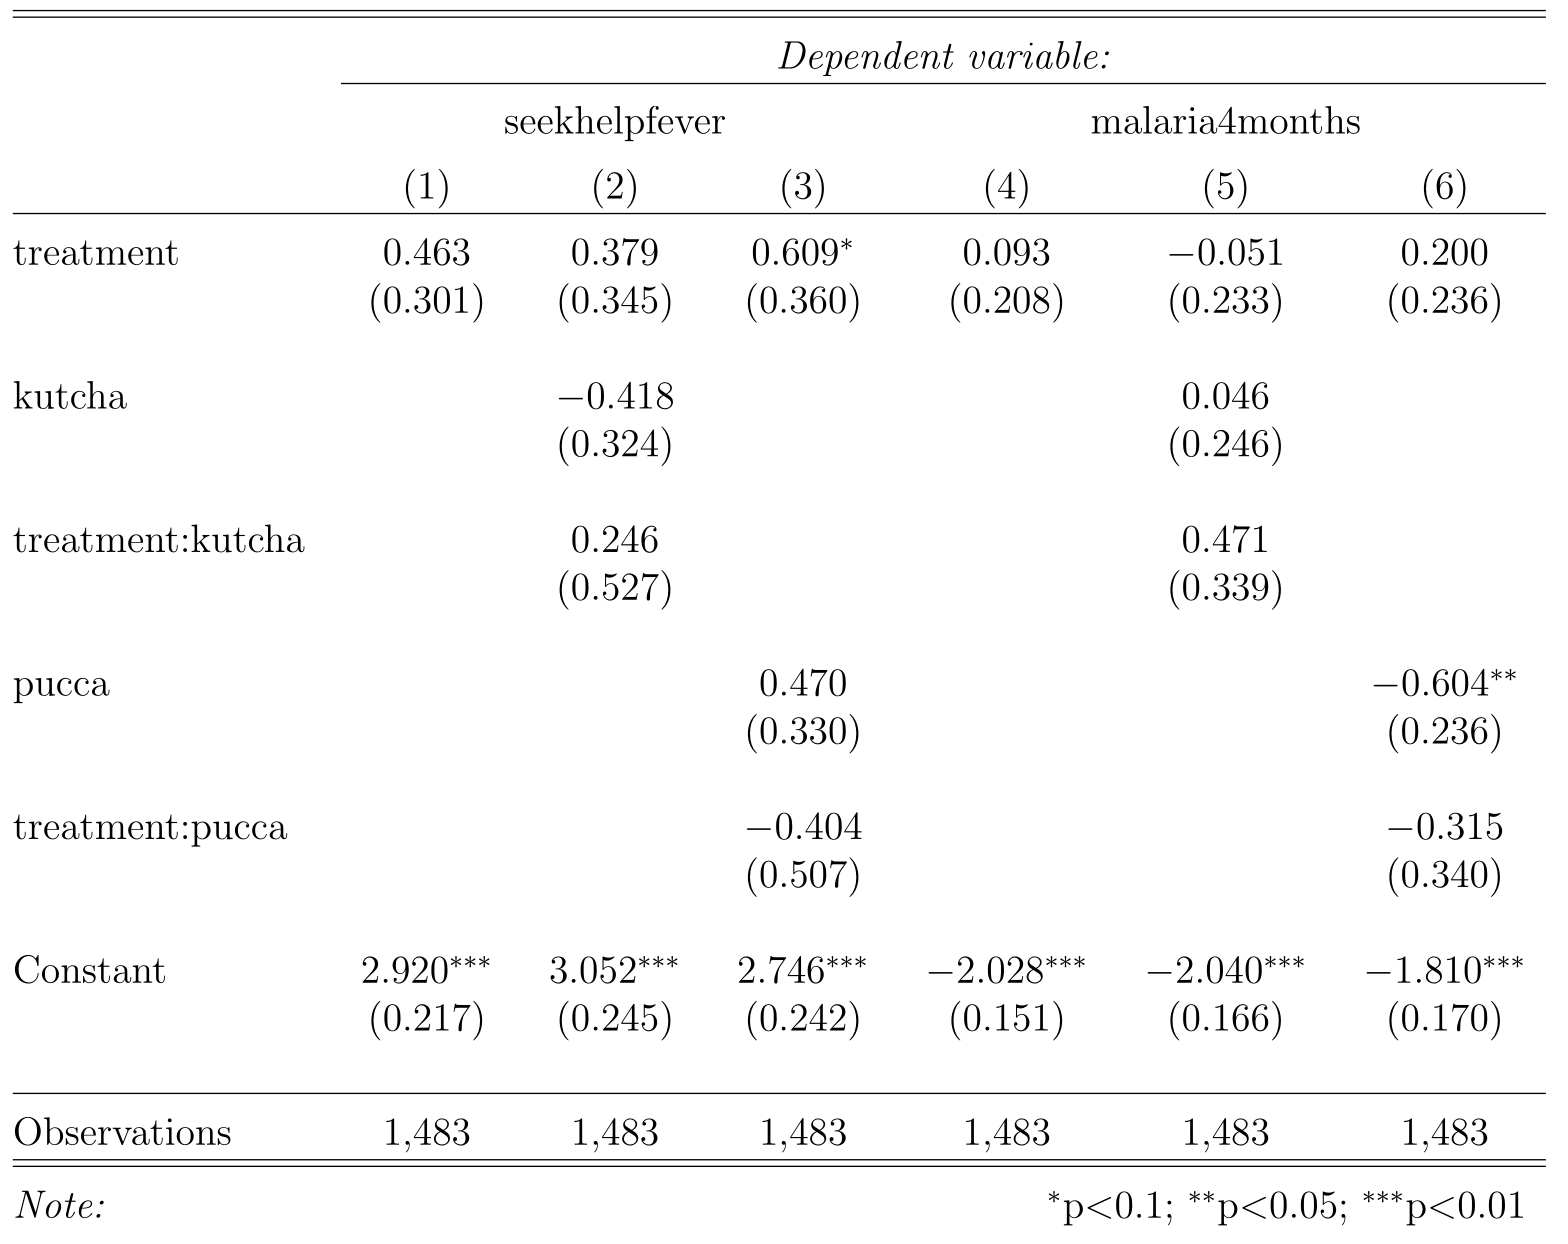 Dependent variable:
seekhelpfever malaria4months
(1) (2) (3) (4) (5) (6)
treatment 0.463 0.379 0.609* 0.093 −0.051 0.200
(0.301) (0.345) (0.360) (0.208) (0.233) (0.236)
kutcha −0.418 0.046
(0.324) (0.246)
treatment:kutcha 0.246 0.471
(0.527) (0.339)
pucca 0.470 −0.604**
(0.330) (0.236)
treatment:pucca −0.404 −0.315
(0.507) (0.340)
Constant 2.920*** 3.052*** 2.746*** −2.028*** −2.040*** −1.810***
(0.217) (0.245) (0.242) (0.151) (0.166) (0.170)
Observations 1,483 1,483 1,483 1,483 1,483 1,483
Note: *p<0.1; **p<0.05; ***p<0.01